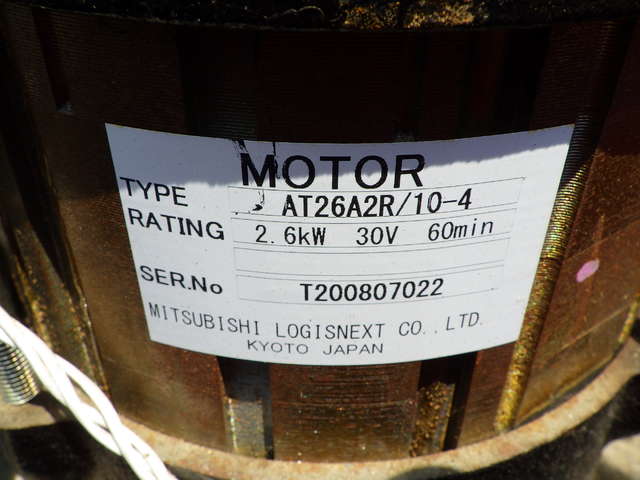 MOTOR
TYPE AT26A2R/10-4
RATING 2.6kW 30V 60min
SER.No T200807022
MITSUBISHI LOGISNEXT CO.,LTD.
KYOTO JAPAN